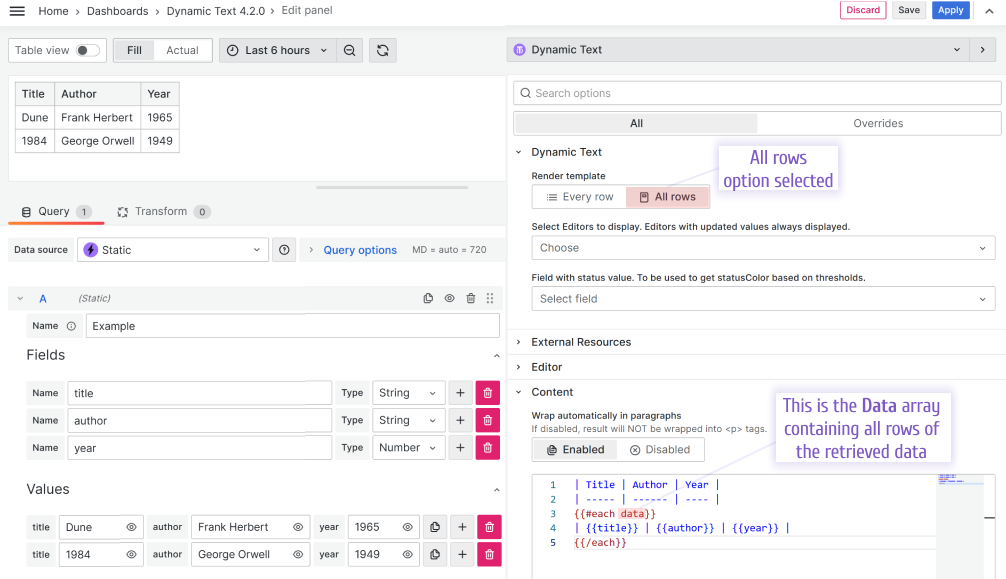 Home > Dashboards > Dynamic Text 4.2.0 > Edit panel
Discard Save Apply
Table view Fill Actual Last 6 hours
Dynamic Text
Title Author Year
Dune Frank Herbert 1965
1984 George Orwell 1949
Search options
All Overrides
Dynamic Text
All rows
option selected
Render template
Every row All rows
Query 1 Transform 0
Select Editors to display. Editors with updated values always displayed.
Choose
Data source Static Query options MD = auto = 720
Field with status value. To be used to get statusColor based on thresholds.
Select field
A (Static)
Name Example
External Resources
Fields
Editor
Name title Type String
Content
Name author Type String
Wrap automatically in paragraphs
If disabled, result will NOT be wrapped into <p> tags.
Name year Type Number
Enabled Disabled
This is the Data array
containing all rows of
the retrieved data
Values
title Dune author Frank Herbert year 1965
title 1984 author George Orwell year 1949
1 | Title | Author | Year |
2 | ----- | ------ | ---- |
3 {{#each data}}
4 | {{title}} | {{author}} | {{year}} |
5 {{/each}}